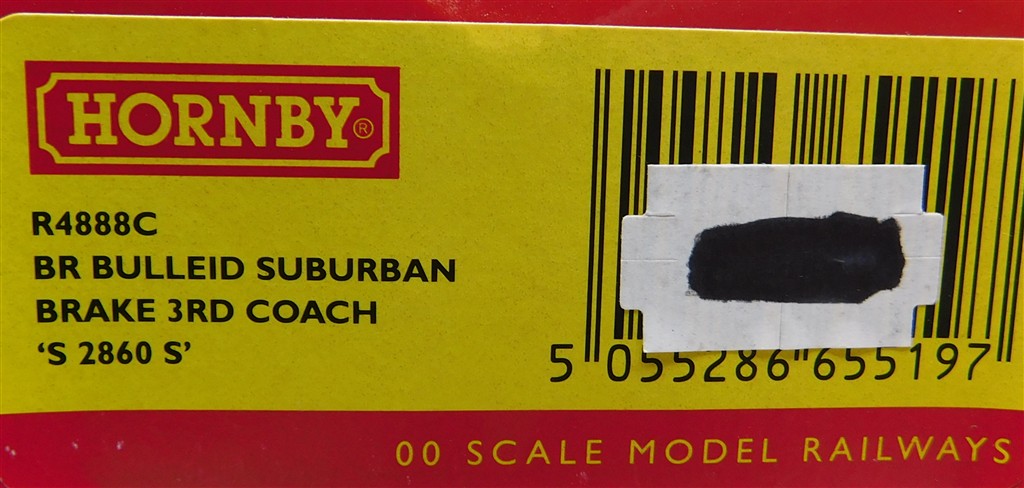 HORNBY®
R4888C
BR BULLEID SUBURBAN
BRAKE 3RD COACH
‘S 2860 S’
5 055286 655197
00 SCALE MODEL RAILWAYS